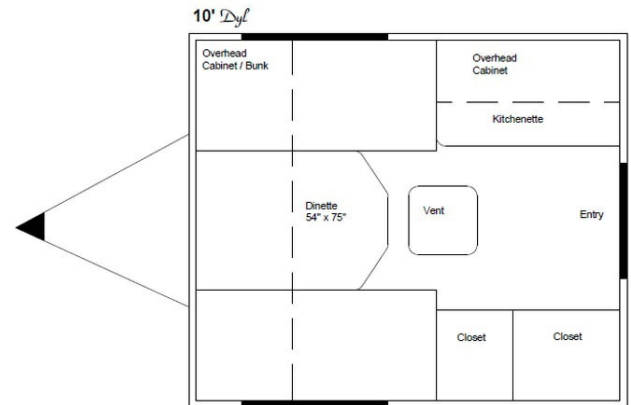 10' Dyl
Overhead
Cabinet / Bunk
Overhead
Cabinet
Kitchenette
Dinette
54" x 75"
Vent
Entry
Closet
Closet